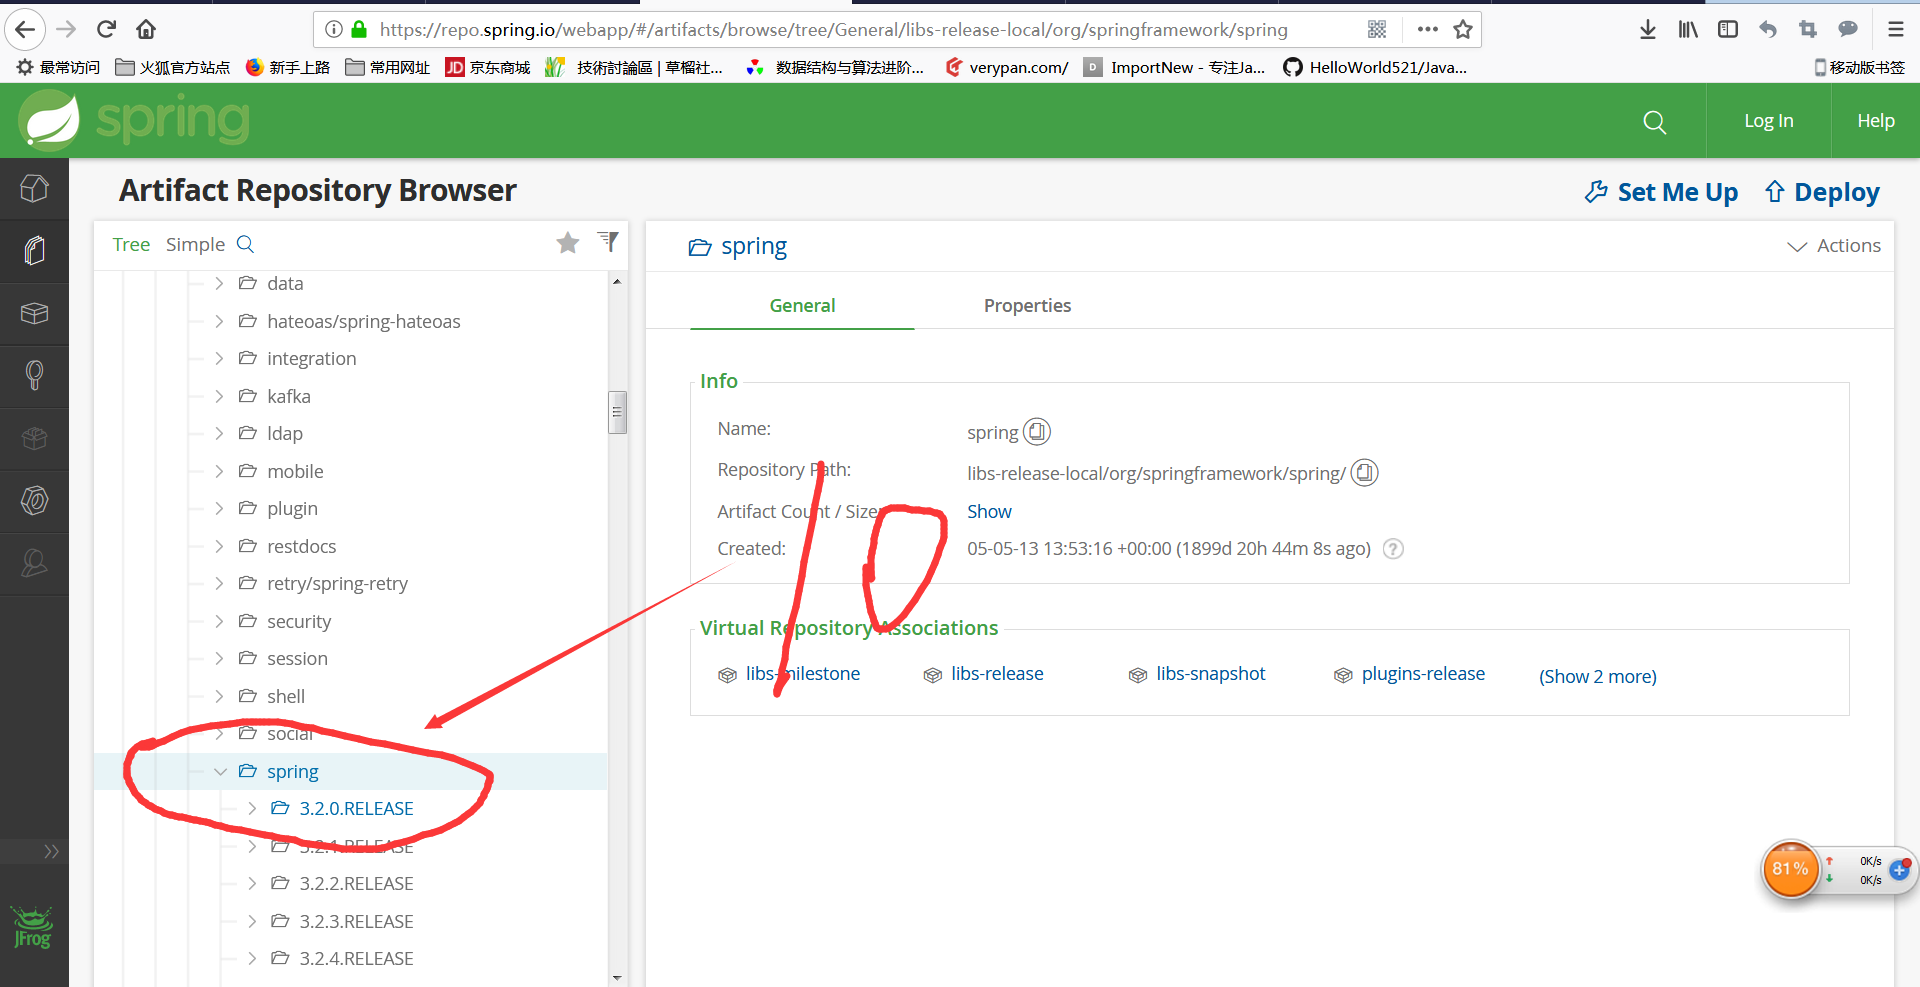 https://repo.spring.io/webapp/#/artifacts/browse/tree/General/libs-release-local/org/springframework/spring
最常访问 火狐官方站点 新手上路 常用网址 JD 京东商城 技術討論區 | 草榴社... 数据结构与算法进阶... verypan.com/ D ImportNew - 专注Ja... HelloWorld521/Java... 移动版书签
spring Log In Help
Artifact Repository Browser Set Me Up Deploy
Tree Simple
data
hateoas/spring-hateoas
integration
kafka
ldap
mobile
plugin
restdocs
retry/spring-retry
security
session
shell
social
spring
3.2.0.RELEASE
3.2.1.RELEASE
3.2.2.RELEASE
3.2.3.RELEASE
3.2.4.RELEASE
JFrog
spring Actions
General Properties
Info
Name: spring
Repository Path: libs-release-local/org/springframework/spring/
Artifact Count / Size: Show
Created: 05-05-13 13:53:16 +00:00 (1899d 20h 44m 8s ago) ?
10
Virtual Repository Associations
libs-milestone libs-release libs-snapshot plugins-release (Show 2 more)
81% 0K/s
0K/s